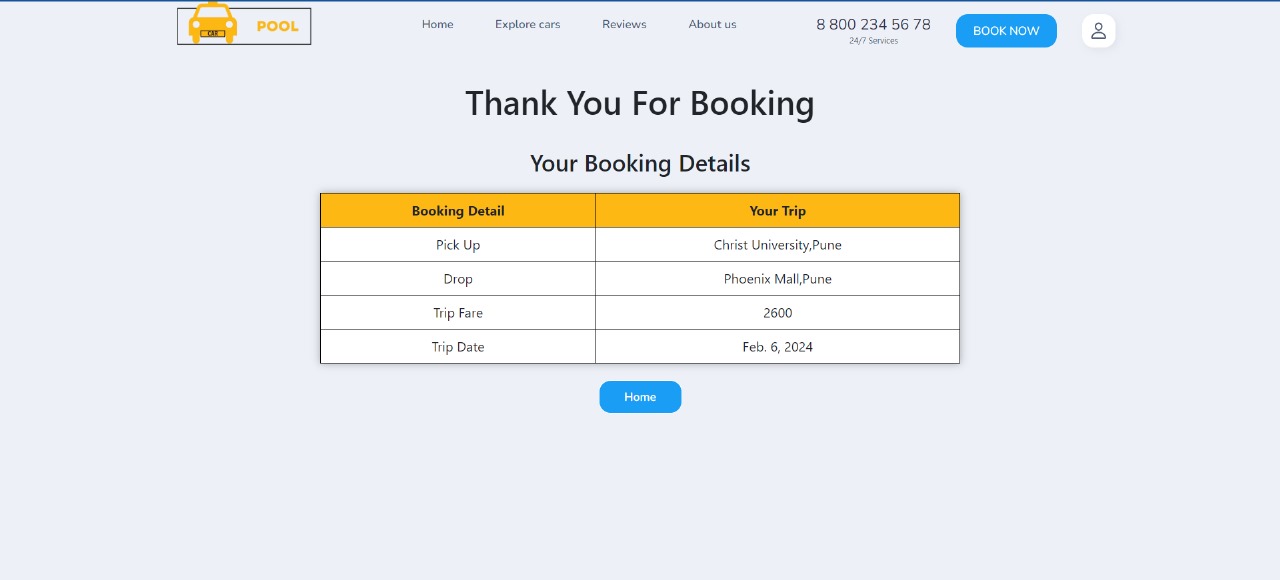 CAR
POOL
Home Explore cars Reviews About us
8 800 234 56 78
24/7 Services
BOOK NOW
Thank You For Booking
Your Booking Details
Booking Detail Your Trip
Pick Up Christ University,Pune
Drop Phoenix Mall,Pune
Trip Fare 2600
Trip Date Feb. 6, 2024
Home